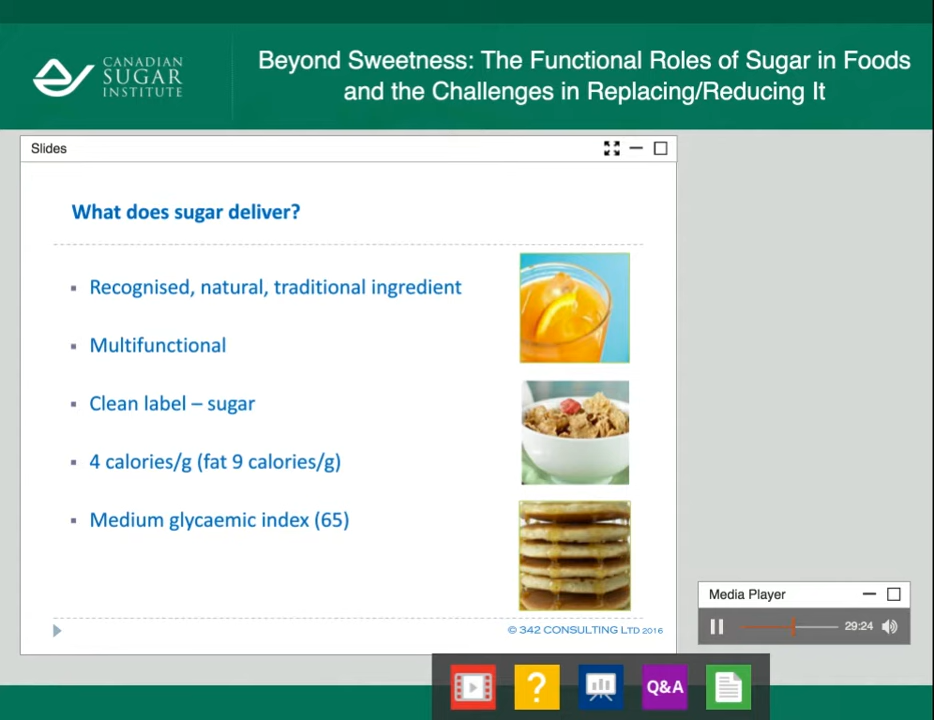 CANADIAN
SUGAR
INSTITUTE
Beyond Sweetness: The Functional Roles of Sugar in Foods
and the Challenges in Replacing/Reducing It
Slides
What does sugar deliver?
▪ Recognised, natural, traditional ingredient
▪ Multifunctional
▪ Clean label – sugar
▪ 4 calories/g (fat 9 calories/g)
▪ Medium glycaemic index (65)
© 342 CONSULTING LTD 2016
Media Player
29:24
?
Q&A